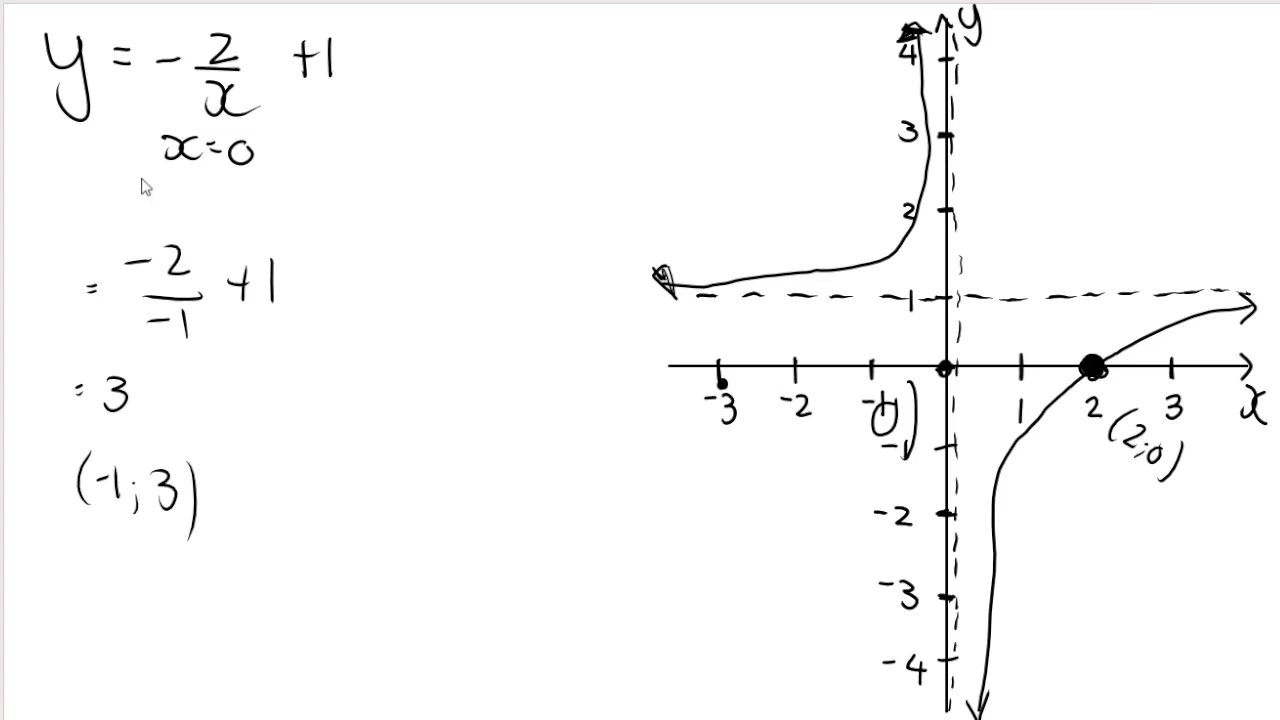 y = - 2/x + 1
x = 0
= -2/-1 + 1
= 3
(-1; 3)
y
4
3
2
1
-3 -2 -1 0 1 2 3 x
(2;0)
-1
-2
-3
-4